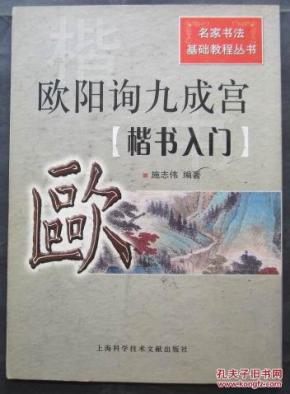 楷
名家书法
基础教程丛书
欧阳询九成宫
【楷书入门】
施志伟 编著
歐
上海科学技术文献出版社
孔夫子旧书网